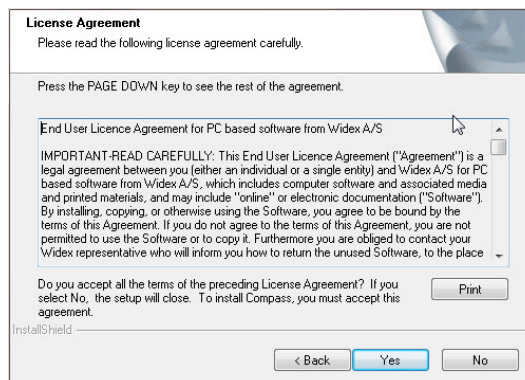 License Agreement
Please read the following license agreement carefully.
Press the PAGE DOWN key to see the rest of the agreement.
End User Licence Agreement for PC based software from Widex A/S
IMPORTANT-READ CAREFULLY: This End User Licence Agreement ("Agreement") is a
legal agreement between you (either an individual or a single entity) and Widex A/S for PC
based software from Widex A/S, which includes computer software and associated media
and printed materials, and may include "online" or electronic documentation ("Software").
By installing, copying, or otherwise using the Software, you agree to be bound by the
terms of this Agreement. If you do not agree to the terms of this Agreement, you are not
permitted to use the Software or to copy it. Furthermore you are obliged to contact your
Widex representative who will inform you how to return the unused Software, to the place
Do you accept all the terms of the preceding License Agreement? If you
select No, the setup will close. To install Compass, you must accept this
agreement.
Print
InstallShield
< Back
Yes
No